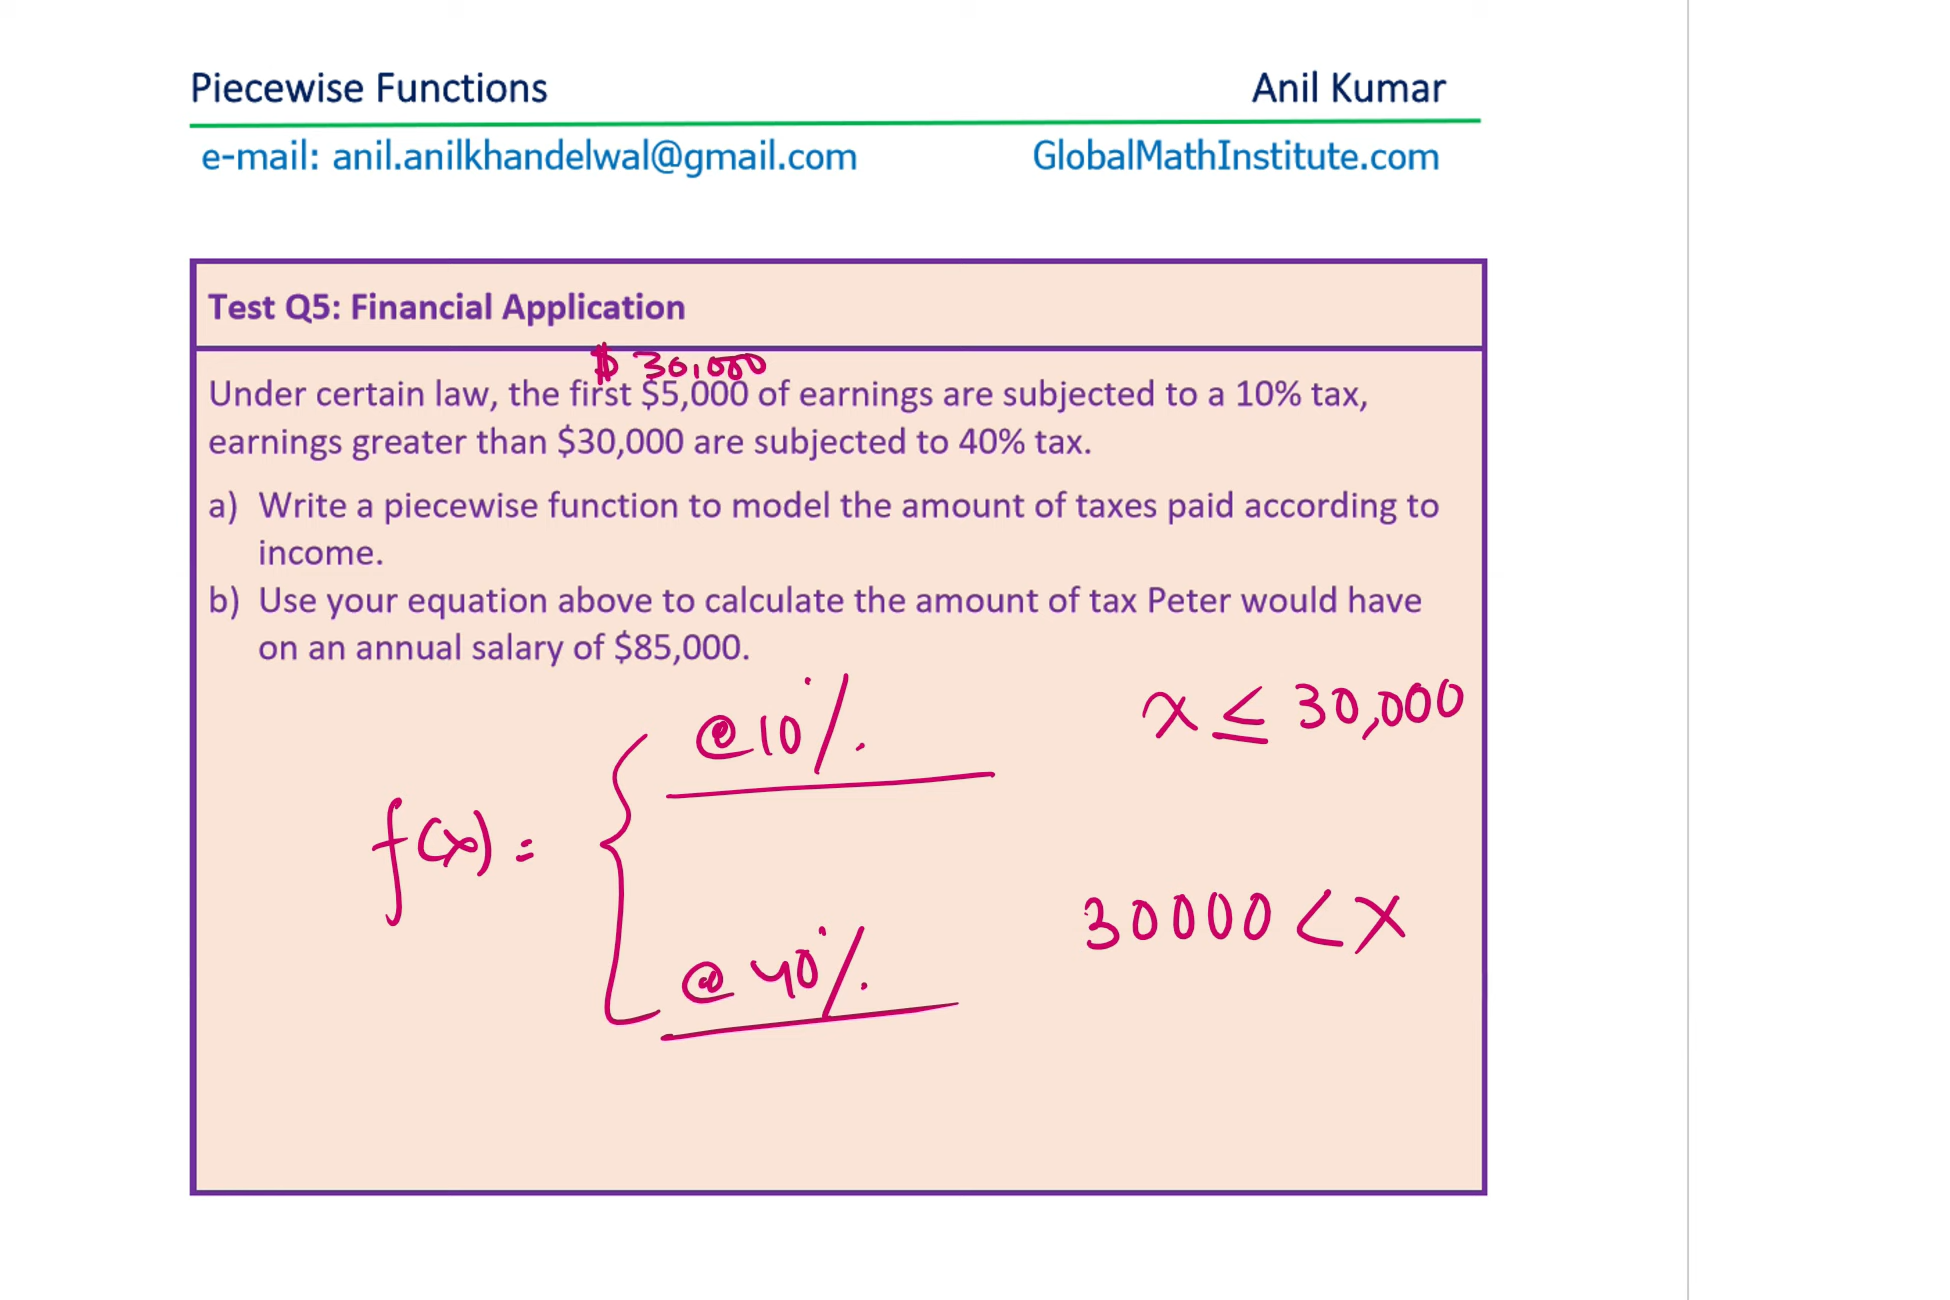 Piecewise Functions Anil Kumar
e-mail: anil.anilkhandelwal@gmail.com GlobalMathInstitute.com
Test Q5: Financial Application
$ 30,000
Under certain law, the first $5,000 of earnings are subjected to a 10% tax,
earnings greater than $30,000 are subjected to 40% tax.
a) Write a piecewise function to model the amount of taxes paid according to
income.
b) Use your equation above to calculate the amount of tax Peter would have
on an annual salary of $85,000.
@10% x ≤ 30,000
f(x) = {
@ 40% 30000 < x